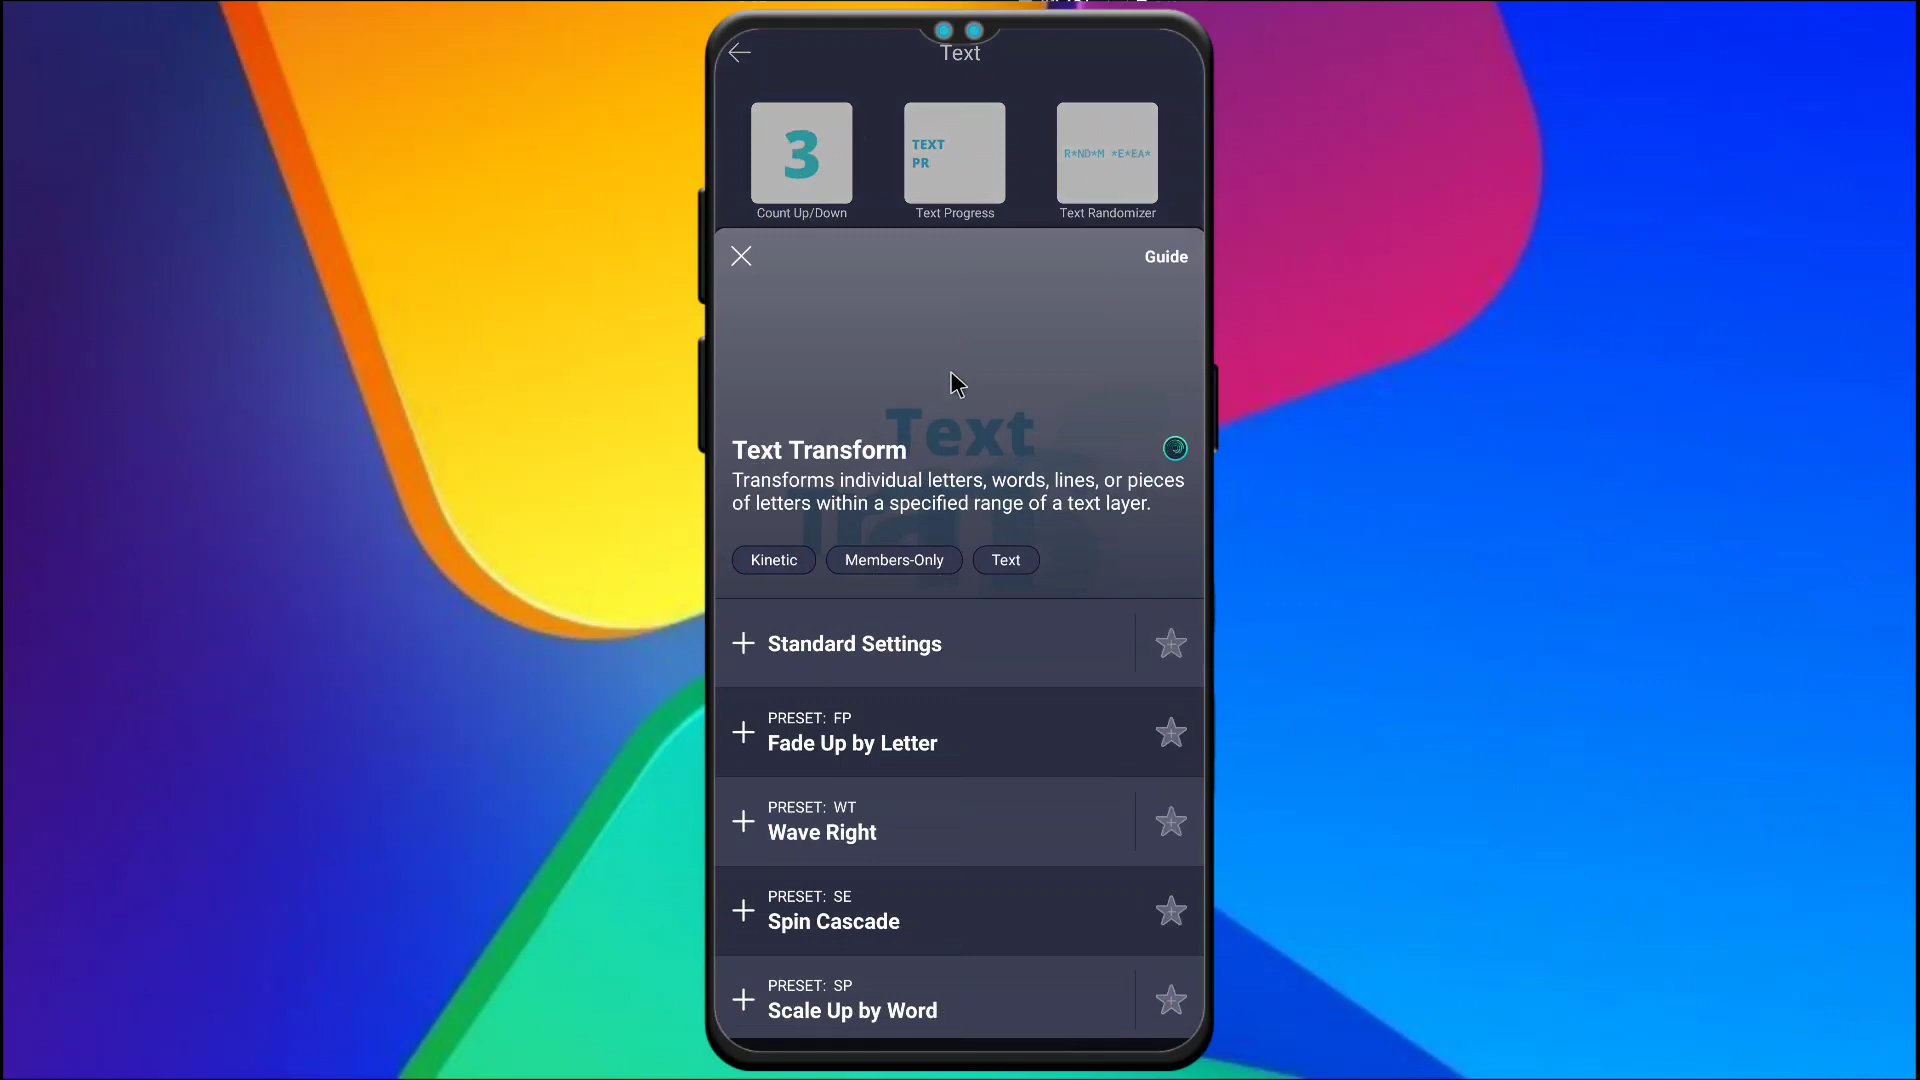 Text
3
TEXT
PR
R*ND*M *E*EA*
Count Up/Down
Text Progress
Text Randomizer
Guide
Text
Text Transform
Transforms individual letters, words, lines, or pieces
of letters within a specified range of a text layer.
Kinetic
Members-Only
Text
Standard Settings
PRESET: FP
Fade Up by Letter
PRESET: WT
Wave Right
PRESET: SE
Spin Cascade
PRESET: SP
Scale Up by Word